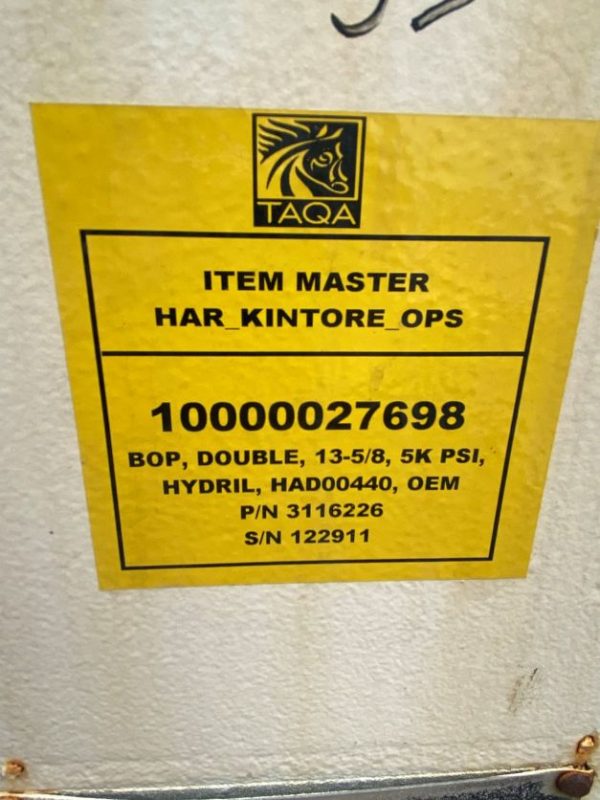 TAQA
ITEM MASTER
HAR_KINTORE_OPS
10000027698
BOP, DOUBLE, 13-5/8, 5K PSI,
HYDRIL, HAD00440, OEM
P/N 3116226
S/N 122911